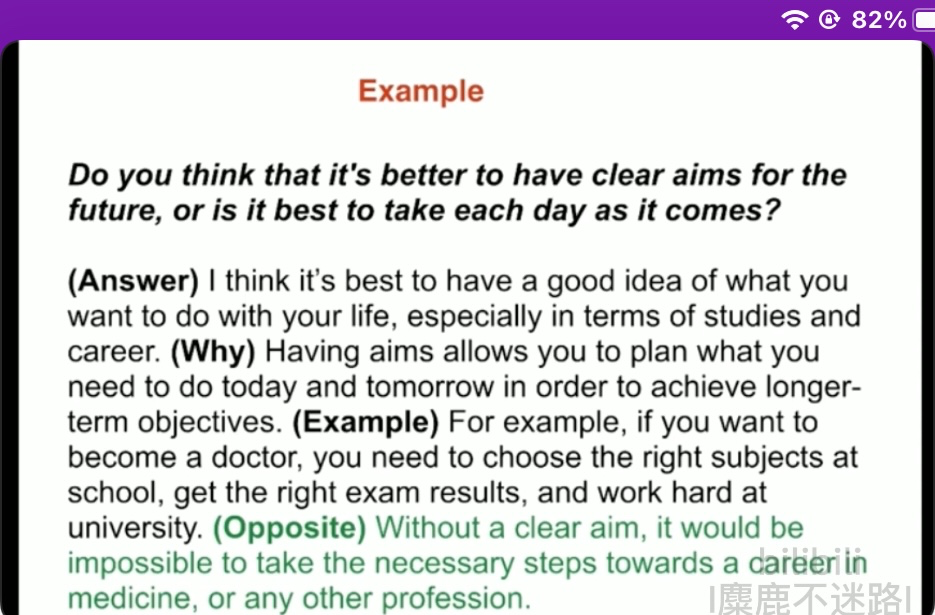 82%
Example
Do you think that it's better to have clear aims for the
future, or is it best to take each day as it comes?
(Answer) I think it’s best to have a good idea of what you
want to do with your life, especially in terms of studies and
career. (Why) Having aims allows you to plan what you
need to do today and tomorrow in order to achieve longer-
term objectives. (Example) For example, if you want to
become a doctor, you need to choose the right subjects at
school, get the right exam results, and work hard at
university. (Opposite) Without a clear aim, it would be
impossible to take the necessary steps towards a career in
bilibili
medicine, or any other profession.
麋鹿不迷路